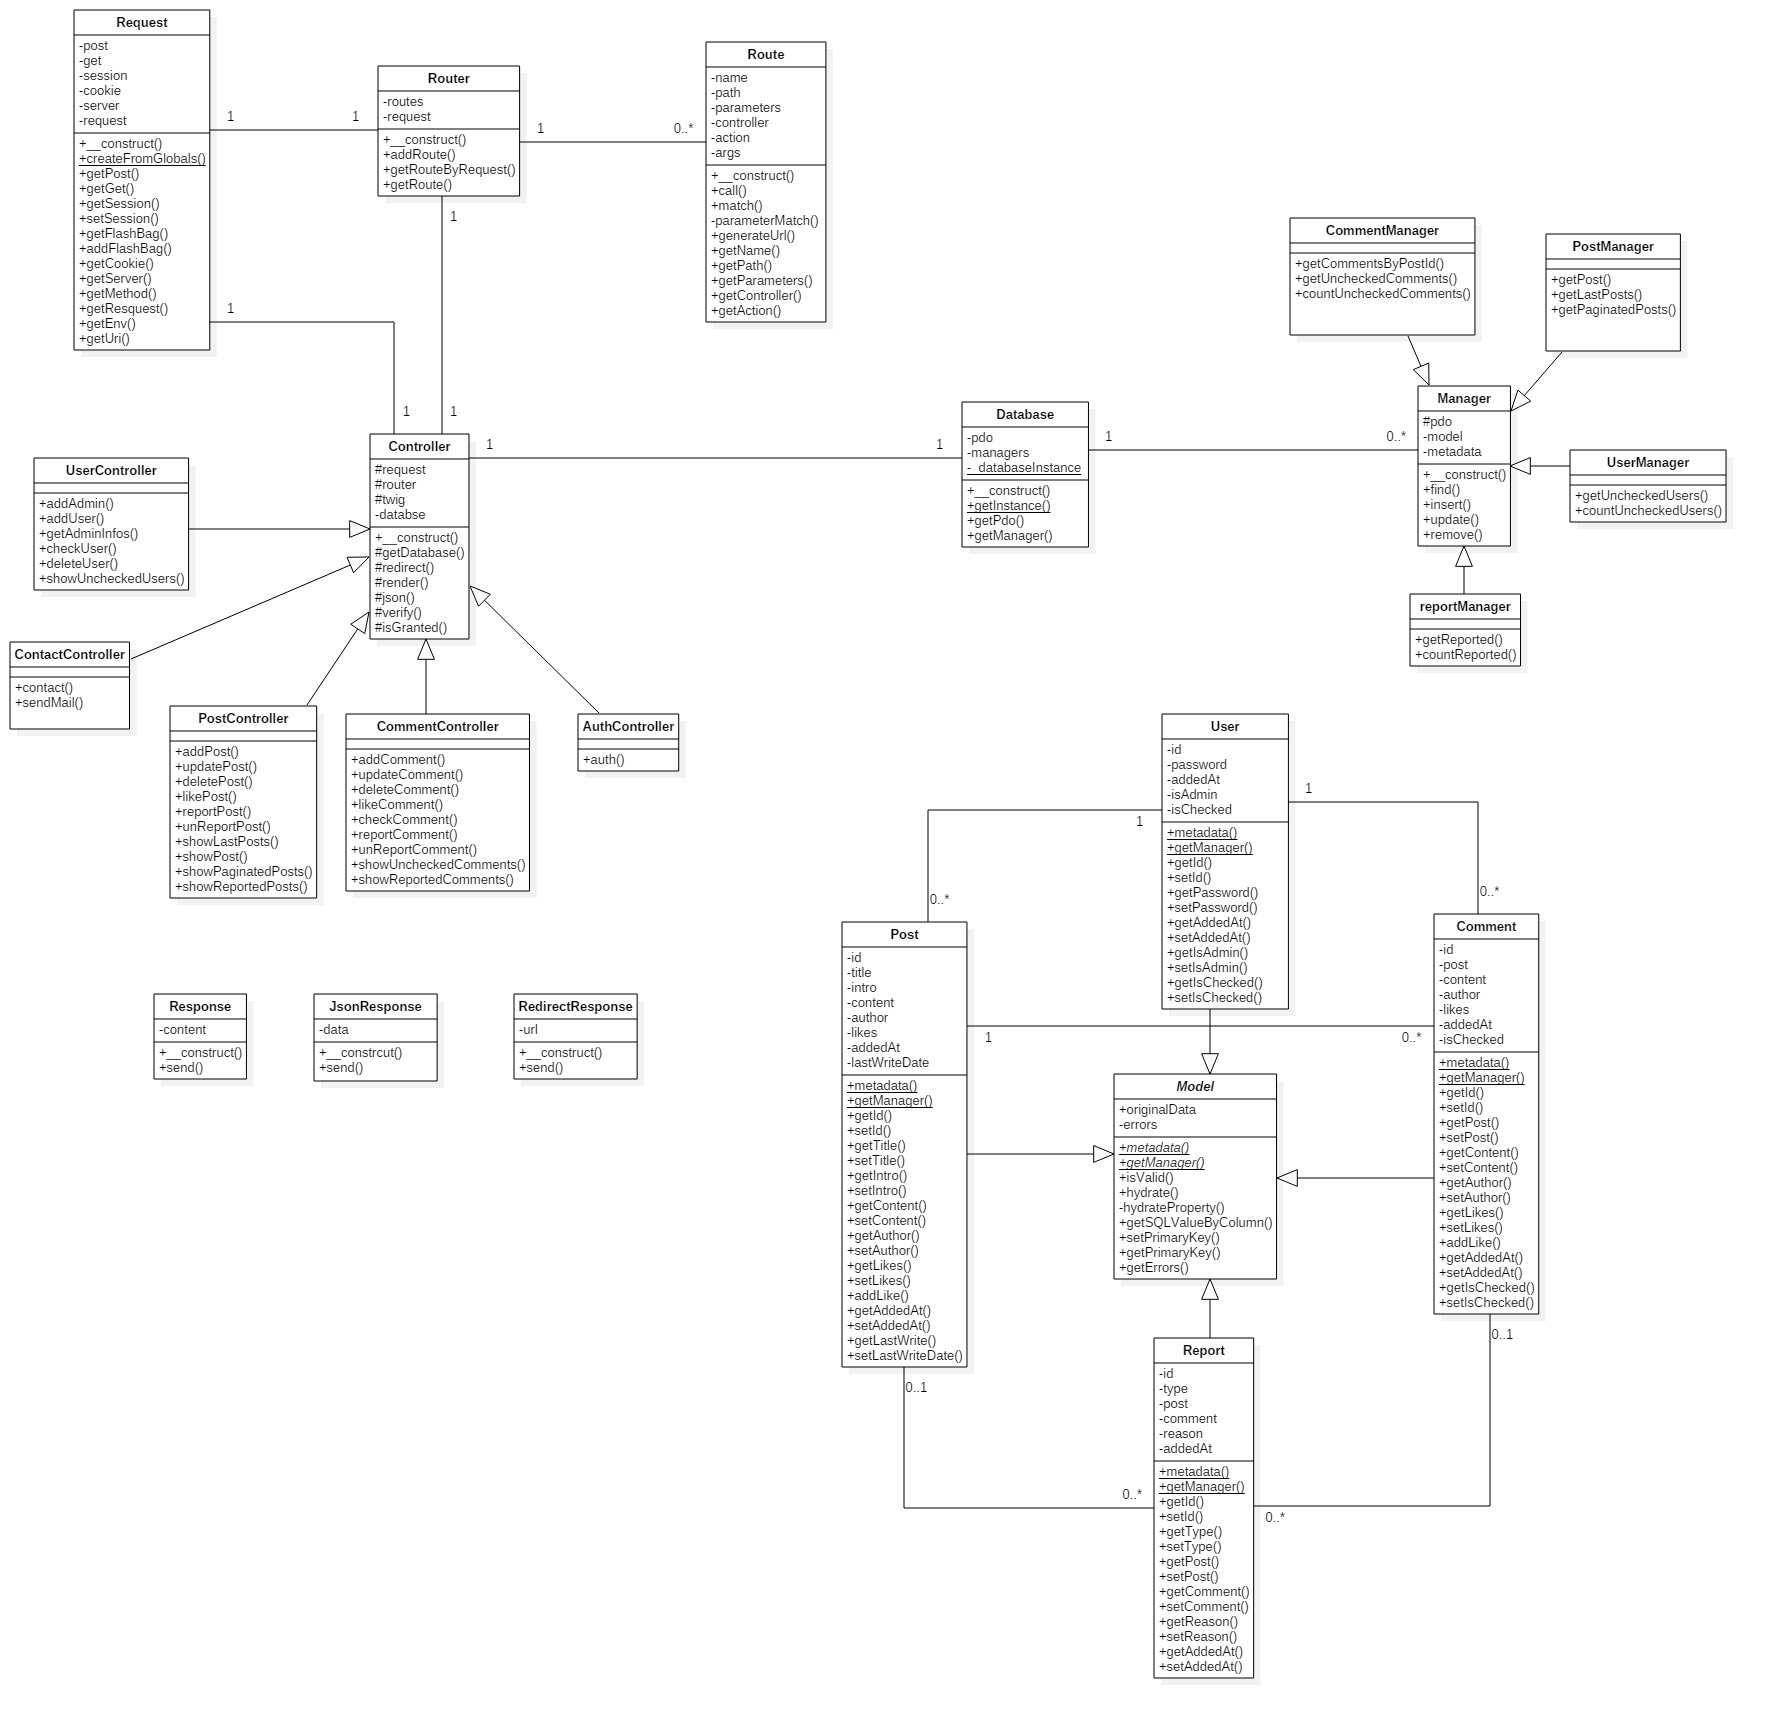 Request
-post
-get
-session
-cookie
-server
-request
+__construct()
+createFromGlobals()
+getPost()
+getGet()
+getSession()
+setSession()
+getFlashBag()
+addFlashBag()
+getCookie()
+getServer()
+getMethod()
+getResquest()
+getEnv()
+getUri()
1
1
Router
-routes
-request
+__construct()
+addRoute()
+getRouteByRequest()
+getRoute()
1
0..*
Route
-name
-path
-parameters
-controller
-action
-args
+__construct()
+call()
+match()
-parameterMatch()
+generateUrl()
+getName()
+getPath()
+getParameters()
+getController()
+getAction()
1
1
1
1
CommentManager
+getCommentsByPostId()
+getUncheckedComments()
+countUncheckedComments()
PostManager
+getPost()
+getLastPosts()
+getPaginatedPosts()
Controller
#request
#router
#twig
-databse
+__construct()
#getDatabase()
#redirect()
#render()
#json()
#verify()
#isGranted()
1
1
Database
-pdo
-managers
-_databaseInstance
+__construct()
+getInstance()
+getPdo()
+getManager()
1
0..*
Manager
#pdo
-model
-metadata
+__construct()
+find()
+insert()
+update()
+remove()
UserManager
+getUncheckedUsers()
+countUncheckedUsers()
reportManager
+getReported()
+countReported()
UserController
+addAdmin()
+addUser()
+getAdminInfos()
+checkUser()
+deleteUser()
+showUncheckedUsers()
ContactController
+contact()
+sendMail()
PostController
+addPost()
+updatePost()
+deletePost()
+likePost()
+reportPost()
+unReportPost()
+showLastPosts()
+showPost()
+showPaginatedPosts()
+showReportedPosts()
CommentController
+addComment()
+updateComment()
+deleteComment()
+likeComment()
+checkComment()
+reportComment()
+unReportComment()
+showUncheckedComments()
+showReportedComments()
AuthController
+auth()
User
-id
-password
-addedAt
-isAdmin
-isChecked
+metadata()
+getManager()
+getId()
+setId()
+getPassword()
+setPassword()
+getAddedAt()
+setAddedAt()
+getIsAdmin()
+setIsAdmin()
+getIsChecked()
+setIsChecked()
1
0..*
1
0..*
Post
-id
-title
-intro
-content
-author
-likes
-addedAt
-lastWriteDate
+metadata()
+getManager()
+getId()
+setId()
+getTitle()
+setTitle()
+getIntro()
+setIntro()
+getContent()
+setContent()
+getAuthor()
+setAuthor()
+getLikes()
+setLikes()
+addLike()
+getAddedAt()
+setAddedAt()
+getLastWrite()
+setLastWriteDate()
1
0..*
Comment
-id
-post
-content
-author
-likes
-addedAt
-isChecked
+metadata()
+getManager()
+getId()
+setId()
+getPost()
+setPost()
+getContent()
+setContent()
+getAuthor()
+setAuthor()
+getLikes()
+setLikes()
+addLike()
+getAddedAt()
+setAddedAt()
+getIsChecked()
+setIsChecked()
Response
-content
+__construct()
+send()
JsonResponse
-data
+__constrcut()
+send()
RedirectResponse
-url
+__construct()
+send()
Model
+originalData
-errors
+metadata()
+getManager()
+isValid()
+hydrate()
-hydrateProperty()
+getSQLValueByColumn()
+setPrimaryKey()
+getPrimaryKey()
+getErrors()
0..1
0..*
0..1
0..*
Report
-id
-type
-post
-comment
-reason
-addedAt
+metadata()
+getManager()
+getId()
+setId()
+getType()
+setType()
+getPost()
+setPost()
+getComment()
+setComment()
+getReason()
+setReason()
+getAddedAt()
+setAddedAt()